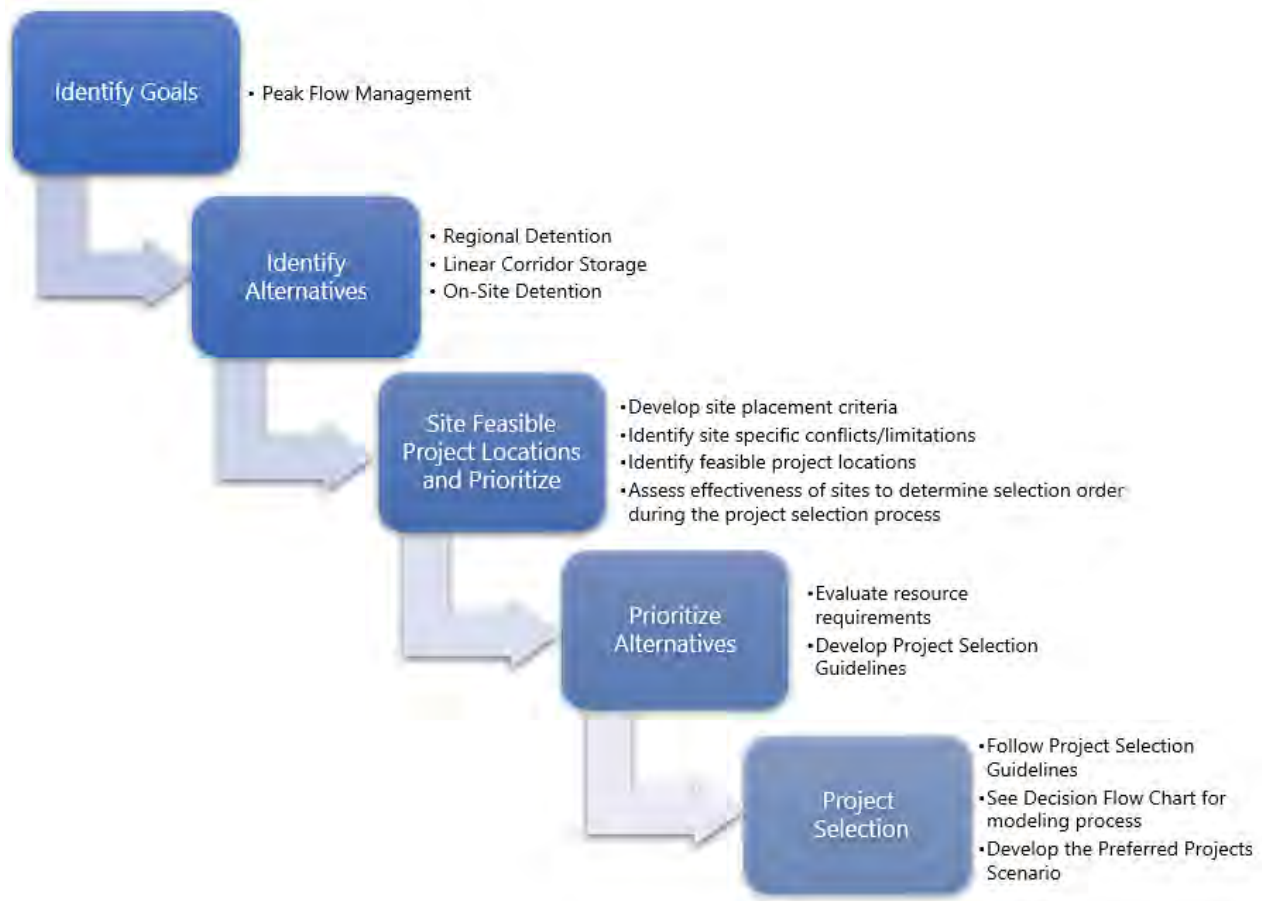 Identify Goals
• Peak Flow Management
Identify
Alternatives
• Regional Detention
• Linear Corridor Storage
• On-Site Detention
Site Feasible
Project Locations
and Prioritize
•Develop site placement criteria
•Identify site specific conflicts/limitations
•Identify feasible project locations
•Assess effectiveness of sites to determine selection order
during the project selection process
Prioritize
Alternatives
•Evaluate resource
requirements
•Develop Project Selection
Guidelines
Project
Selection
•Follow Project Selection
Guidelines
•See Decision Flow Chart for
modeling process
•Develop the Preferred Projects
Scenario